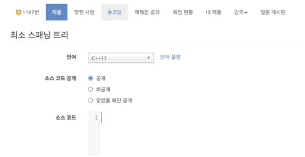 1197번 제출 맞힌 사람 숏코딩 재채점 결과 채점 현황 내 제출 강의 질문 게시판
최소 스패닝 트리
언어 C++17 언어 설정
소스 코드 공개 공개
비공개
맞았을 때만 공개
소스 코드 1